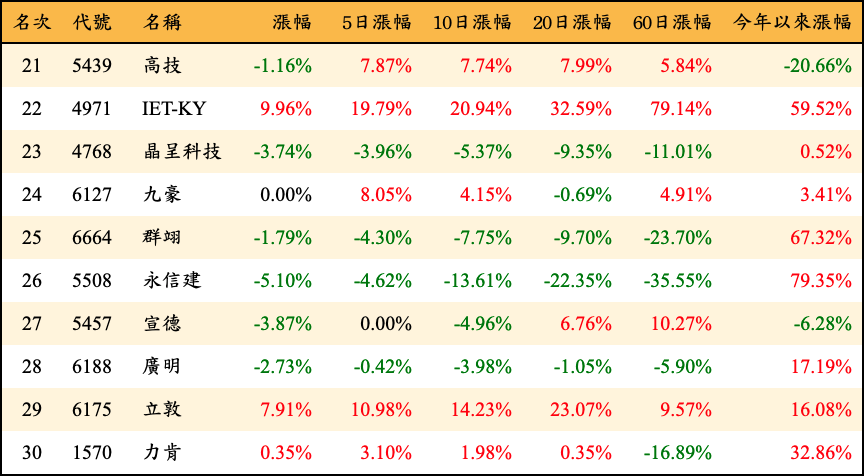 名次 代號 名稱 漲幅 5日漲幅 10日漲幅 20日漲幅 60日漲幅 今年以來漲幅
21 5439 高技 -1.16% 7.87% 7.74% 7.99% 5.84% -20.66%
22 4971 IET-KY 9.96% 19.79% 20.94% 32.59% 79.14% 59.52%
23 4768 晶呈科技 -3.74% -3.96% -5.37% -9.35% -11.01% 0.52%
24 6127 九豪 0.00% 8.05% 4.15% -0.69% 4.91% 3.41%
25 6664 群翊 -1.79% -4.30% -7.75% -9.70% -23.70% 67.32%
26 5508 永信建 -5.10% -4.62% -13.61% -22.35% -35.55% 79.35%
27 5457 宣德 -3.87% 0.00% -4.96% 6.76% 10.27% -6.28%
28 6188 廣明 -2.73% -0.42% -3.98% -1.05% -5.90% 17.19%
29 6175 立敦 7.91% 10.98% 14.23% 23.07% 9.57% 16.08%
30 1570 力肯 0.35% 3.10% 1.98% 0.35% -16.89% 32.86%